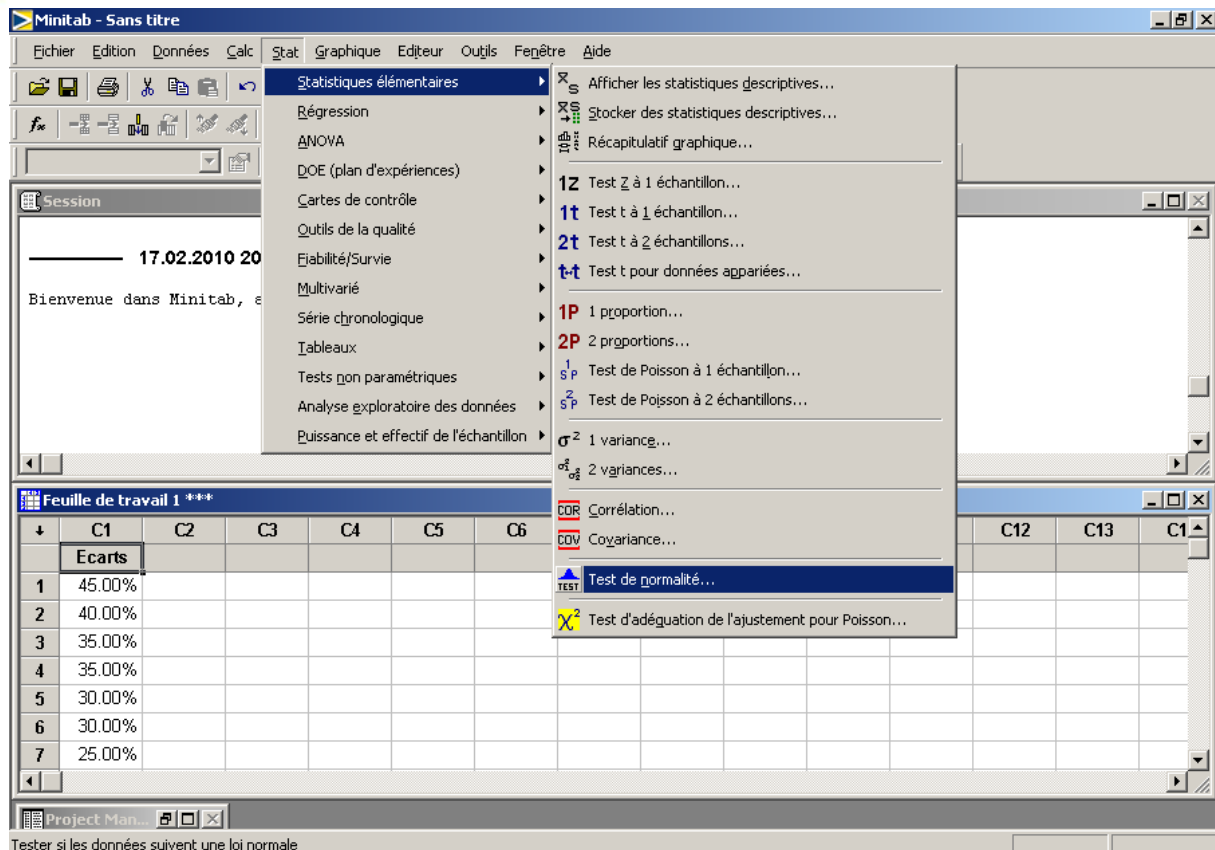 Minitab - Sans titre
Fichier Edition Données Calc Stat Graphique Editeur Outils Fenêtre Aide
Statistiques élémentaires
Régression
ANOVA
DOE (plan d'expériences)
Cartes de contrôle
Outils de la qualité
Fiabilité/Survie
Multivarié
Série chronologique
Tableaux
Tests non paramétriques
Analyse exploratoire des données
Puissance et effectif de l'échantillon
Afficher les statistiques descriptives...
Stocker des statistiques descriptives...
Récapitulatif graphique...
1Z Test Z à 1 échantillon...
1t Test t à 1 échantillon...
2t Test t à 2 échantillons...
t-t Test t pour données appariées...
1P 1 proportion...
2P 2 proportions...
Test de Poisson à 1 échantillon...
Test de Poisson à 2 échantillons...
σ² 1 variance...
2 variances...
COR Corrélation...
COV Covariance...
TEST Test de normalité...
χ² Test d'adéquation de l'ajustement pour Poisson...
Session
17.02.2010 20
Bienvenue dans Minitab,
Feuille de travail 1 ***
C1 C2 C3 C4 C5 C6 C12 C13 C1
Ecarts
1 45.00%
2 40.00%
3 35.00%
4 35.00%
5 30.00%
6 30.00%
7 25.00%
Project Man...
Tester si les données suivent une loi normale